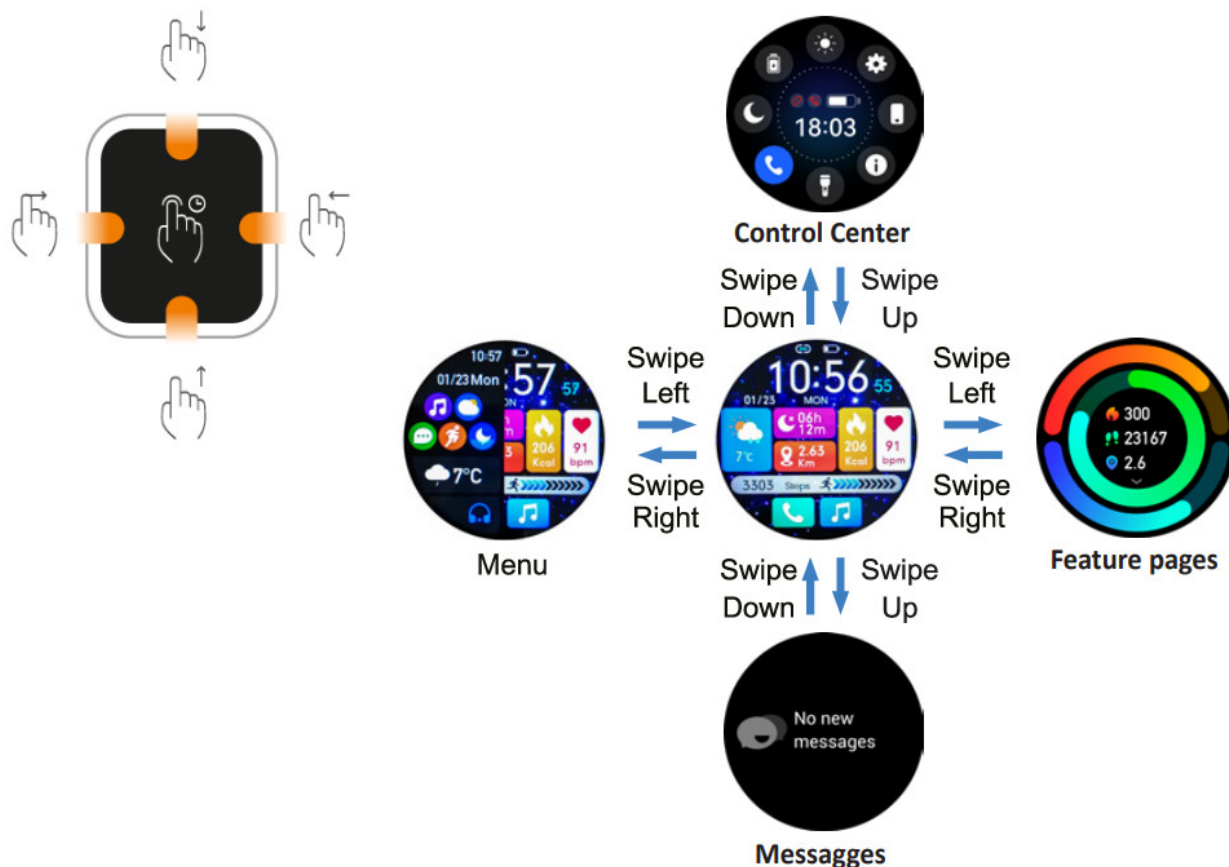 18:03
Control Center
Swipe
Down
Swipe
Up
10:57
01/23 Mon
:57 57
MON
206
Kcal
91
bpm
7°C
Menu
Swipe
Left
Swipe
Right
10:56 55
01/23 MON
7℃
06h
12m
2.63
Km
206
Kcal
91
bpm
3303 Steps
Swipe
Left
Swipe
Right
300
23167
2.6
Feature pages
Swipe
Down
Swipe
Up
No new
messages
Messagges